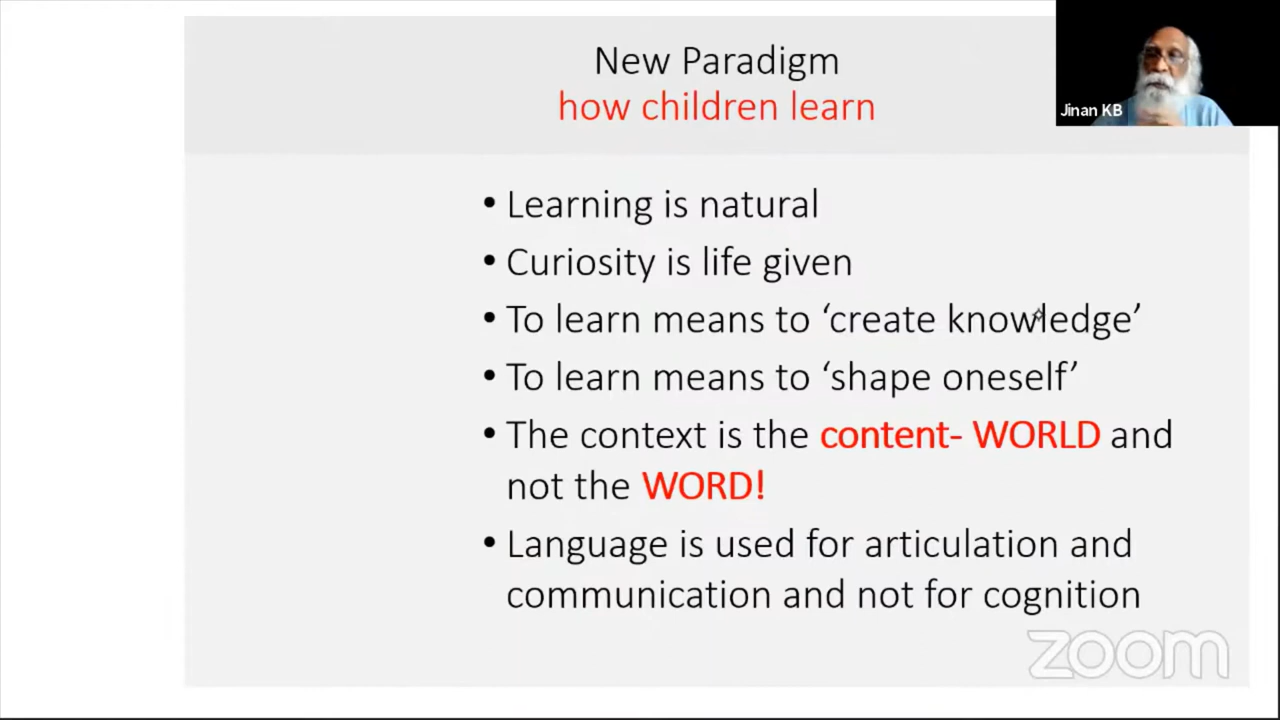 New Paradigm
how children learn
Jinan KB
• Learning is natural
• Curiosity is life given
• To learn means to ‘create knowledge’
• To learn means to ‘shape oneself’
• The context is the content- WORLD and
not the WORD!
• Language is used for articulation and
communication and not for cognition
zoom